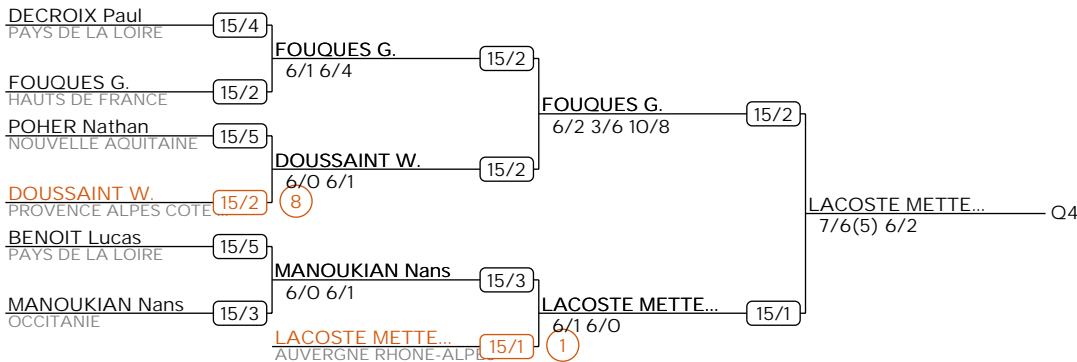 DECROIX Paul
PAYS DE LA LOIRE
15/4
FOUQUES G.
6/1 6/4
15/2
FOUQUES G.
HAUTS DE FRANCE
15/2
FOUQUES G.
6/2 3/6 10/8
15/2
POHER Nathan
NOUVELLE AQUITAINE
15/5
DOUSSAINT W.
6/0 6/1
15/2
DOUSSAINT W.
PROVENCE ALPES COTE ...
15/2
8
LACOSTE METTE...
7/6(5) 6/2
Q4
BENOIT Lucas
PAYS DE LA LOIRE
15/5
MANOUKIAN Nans
6/0 6/1
15/3
MANOUKIAN Nans
OCCITANIE
15/3
LACOSTE METTE...
6/1 6/0
15/1
LACOSTE METTE...
AUVERGNE RHONE-ALPES
15/1
1